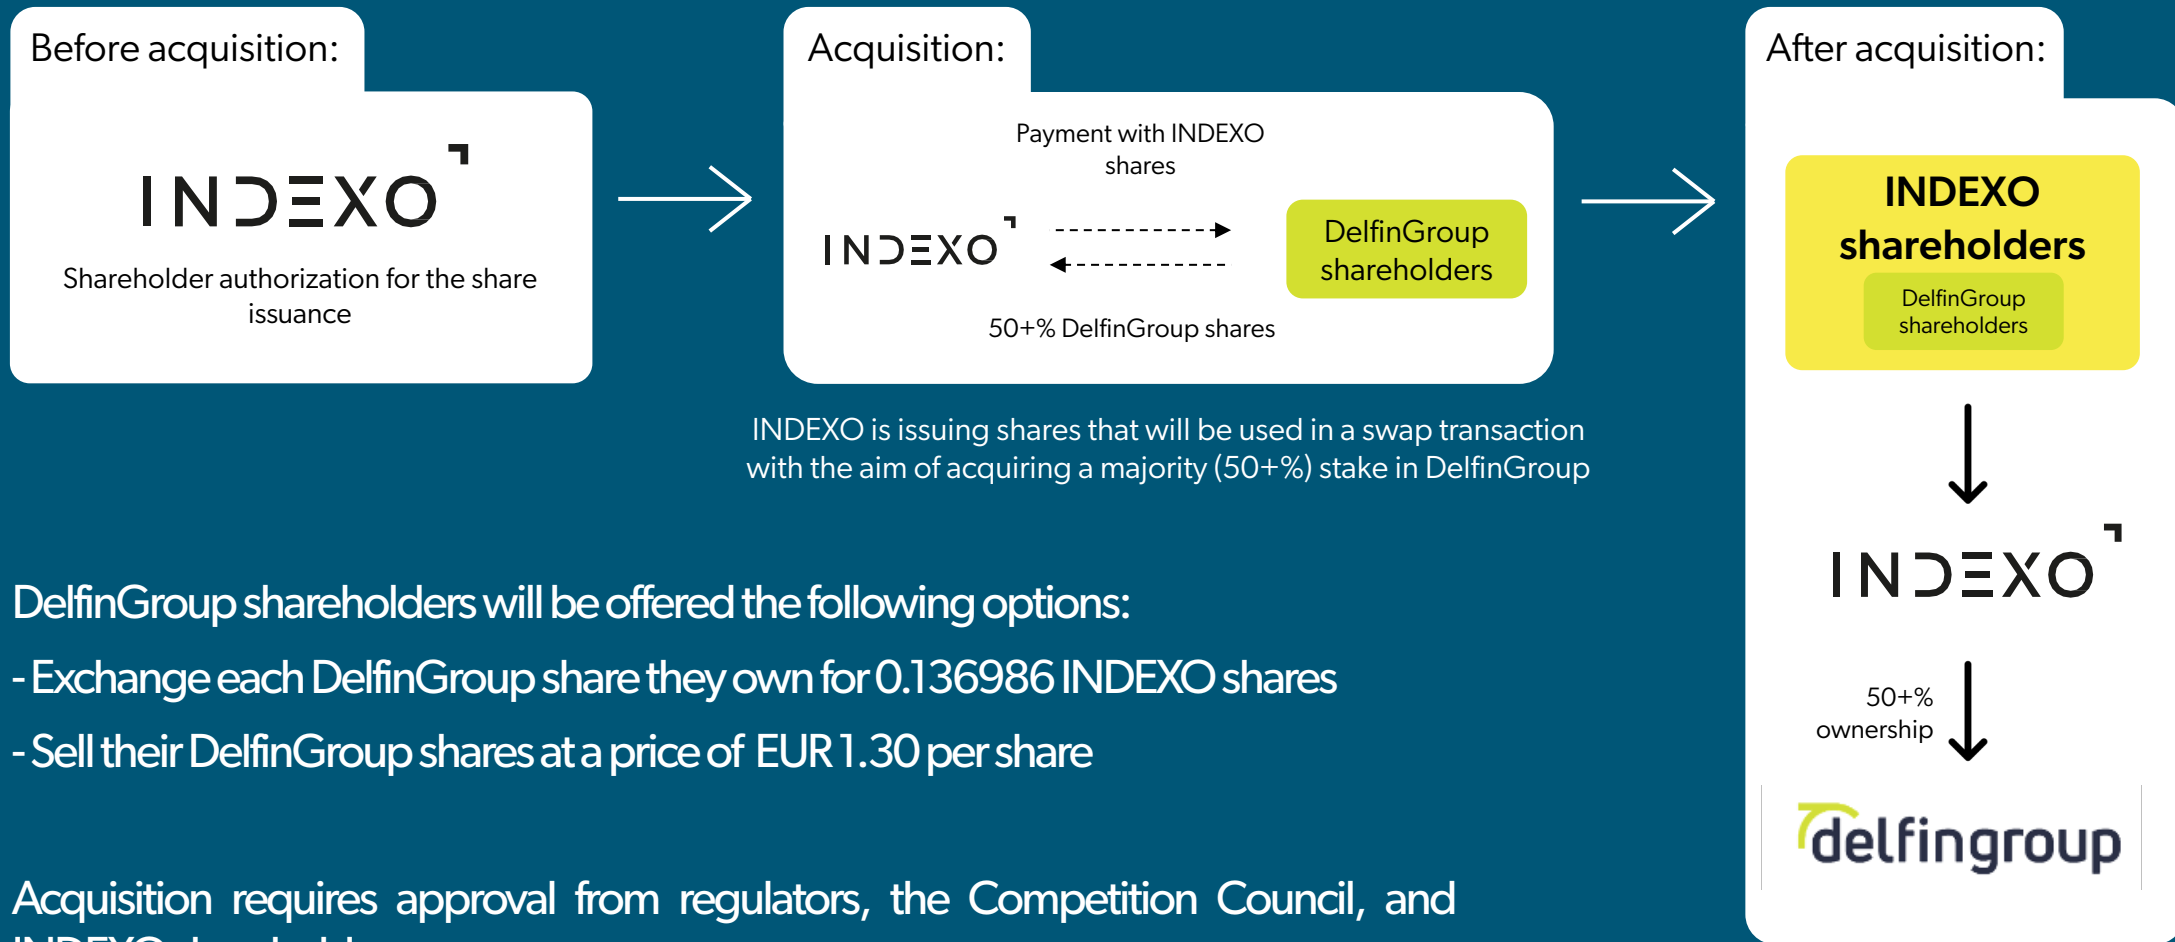 Before acquisition:
INDEXO
Shareholder authorization for the share
issuance
Acquisition:
Payment with INDEXO
shares
INDEXO
DelfinGroup
shareholders
50+% DelfinGroup shares
INDEXO is issuing shares that will be used in a swap transaction
with the aim of acquiring a majority (50+%) stake in DelfinGroup
After acquisition:
INDEXO
shareholders
DelfinGroup
shareholders
INDEXO
50+%
ownership
delfingroup
DelfinGroup shareholders will be offered the following options:
- Exchange each DelfinGroup share they own for 0.136986 INDEXO shares
- Sell their DelfinGroup shares at a price of EUR 1.30 per share
Acquisition requires approval from regulators, the Competition Council, and